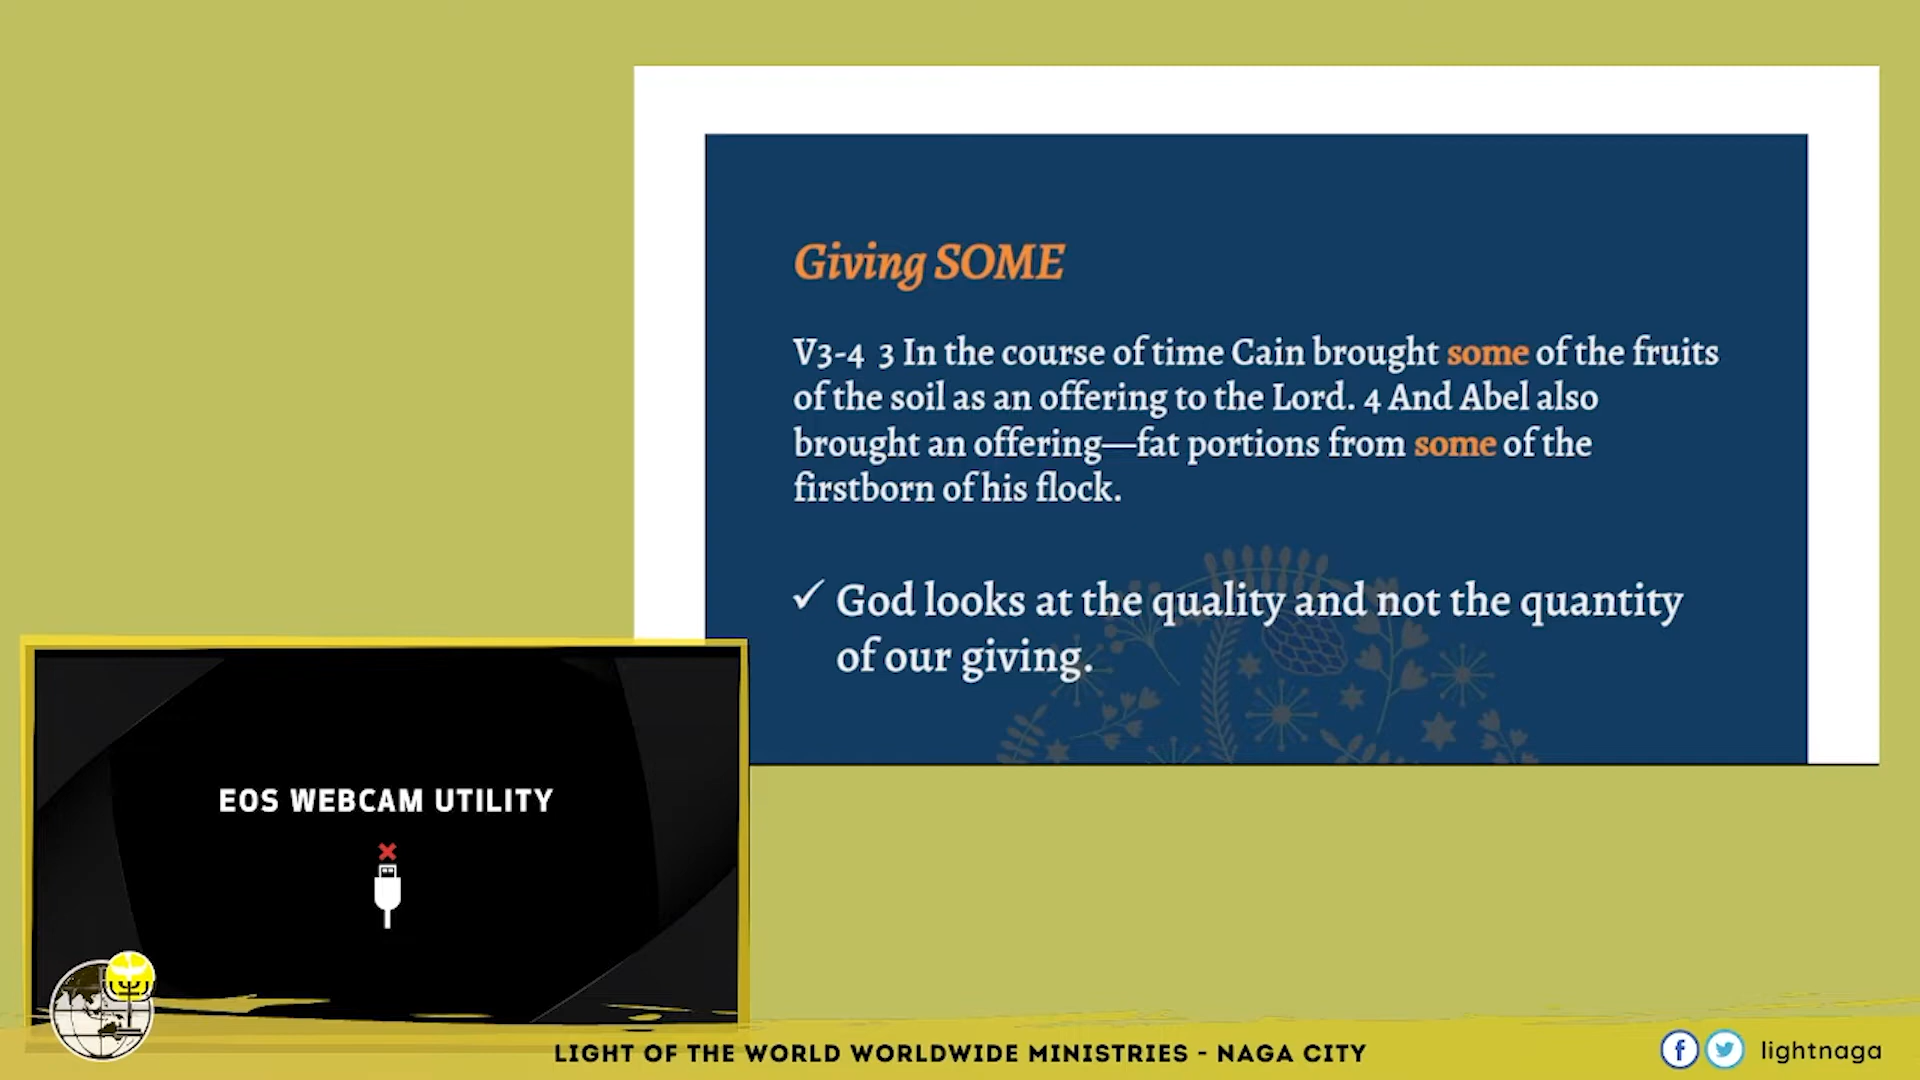 Giving SOME
V3-4 3 In the course of time Cain brought some of the fruits
of the soil as an offering to the Lord. 4 And Abel also
brought an offering—fat portions from some of the
firstborn of his flock.
✓ God looks at the quality and not the quantity
of our giving.
EOS WEBCAM UTILITY
LIGHT OF THE WORLD WORLDWIDE MINISTRIES - NAGA CITY
lightnaga